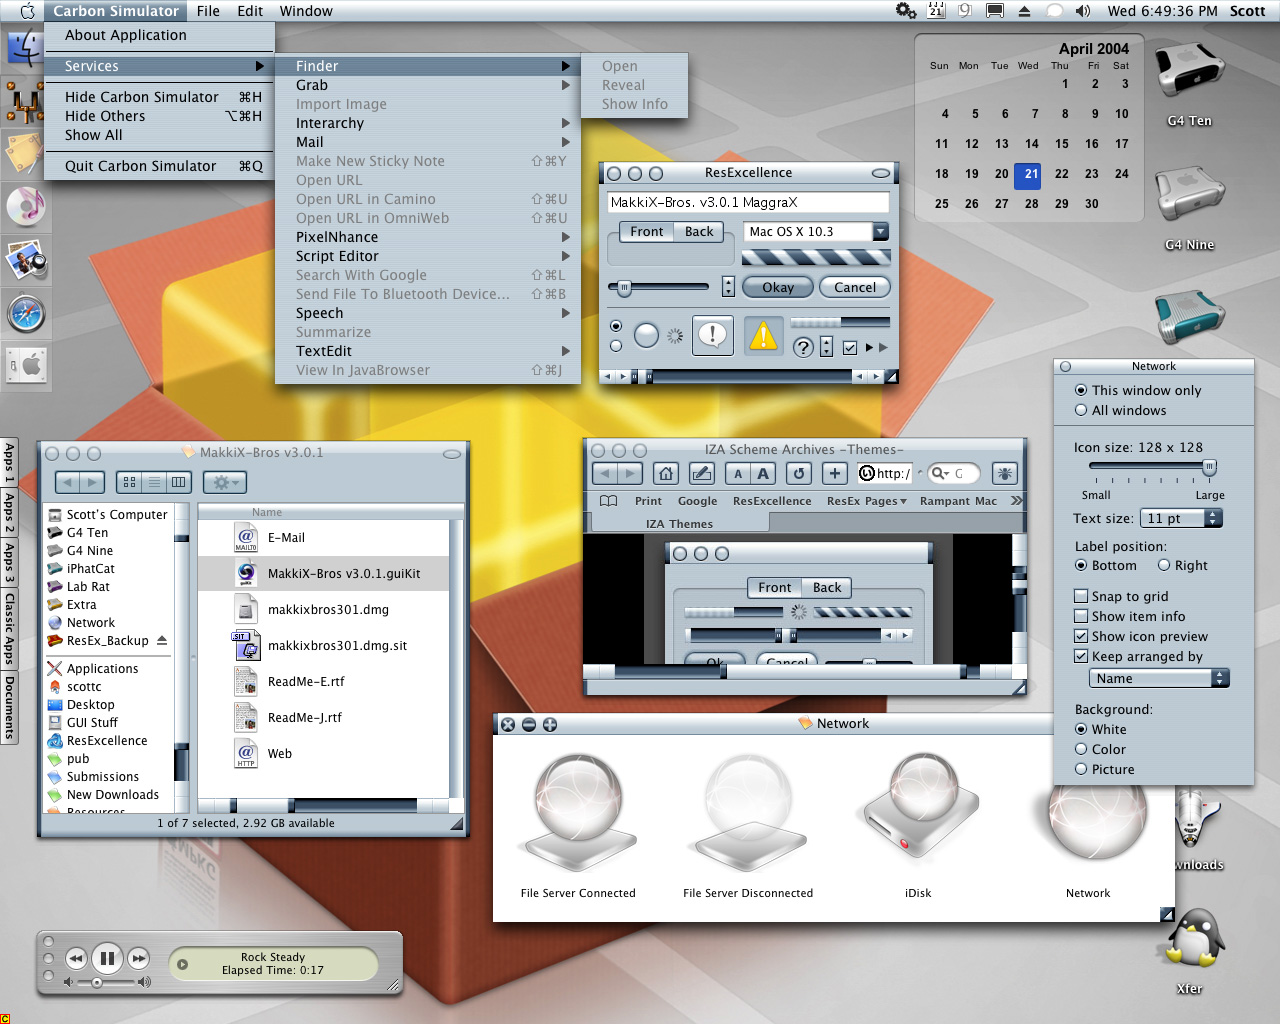 Carbon Simulator File Edit Window
21 9 Wed 6:49:36 PM Scott
About Application
Services
Hide Carbon Simulator ⌘H
Hide Others ⌥⌘H
Show All
Quit Carbon Simulator ⌘Q
Finder
Grab
Import Image
Interarchy
Mail
Make New Sticky Note ⇧⌘Y
Open URL
Open URL in Camino ⇧⌘U
Open URL in OmniWeb ⇧⌘U
PixelNhance
Script Editor
Search With Google ⇧⌘L
Send File To Bluetooth Device... ⇧⌘B
Speech
Summarize
TextEdit
View In JavaBrowser ⇧⌘J
Open
Reveal
Show Info
April 2004
Sun Mon Tue Wed Thu Fri Sat
1 2 3
4 5 6 7 8 9 10
11 12 13 14 15 16 17
18 19 20 21 22 23 24
25 26 27 28 29 30
G4 Ten
G4 Nine
ResExcellence
MakkiX-Bros. v3.0.1 MaggraX
Front Back
Mac OS X 10.3
Okay Cancel
Network
This window only
All windows
Icon size: 128 x 128
Small Large
Text size: 11 pt
Label position:
Bottom Right
Snap to grid
Show item info
Show icon preview
Keep arranged by
Name
Background:
White
Color
Picture
Apps 1
Apps 2
Apps 3
Classic Apps
Documents
MakkiX-Bros v3.0.1
Scott's Computer
G4 Ten
G4 Nine
iPhatCat
Lab Rat
Extra
Network
ResEx_Backup
Applications
scottc
Desktop
GUI Stuff
ResExcellence
pub
Submissions
New Downloads
Resources
Name
E-Mail
MakkiX-Bros v3.0.1.guiKit
makkixbros301.dmg
makkixbros301.dmg.sit
ReadMe-E.rtf
ReadMe-J.rtf
Web
1 of 7 selected, 2.92 GB available
IZA Scheme Archives -Themes-
A A http:/ G
Print Google ResExcellence ResEx Pages Rampant Mac
IZA Themes
Front Back
Ok Cancel
Network
File Server Connected
File Server Disconnected
iDisk
Network
wnloads
Xfer
Rock Steady
Elapsed Time: 0:17
C